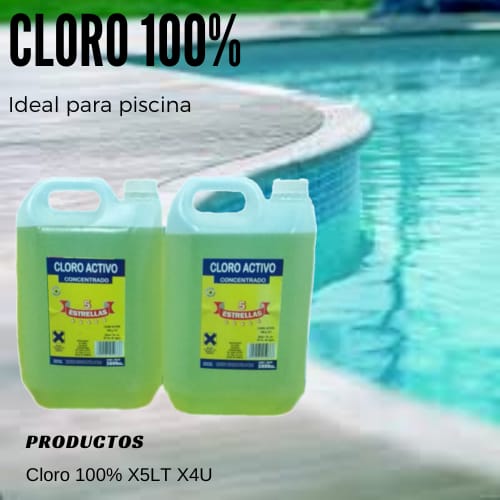 CLORO 100%
Ideal para piscina
CLORO ACTIVO
CONCENTRADO
5
ESTRELLAS
CLORO ACTIVO
CONCENTRADO
5
ESTRELLAS
PRODUCTOS
Cloro 100% X5LT X4U